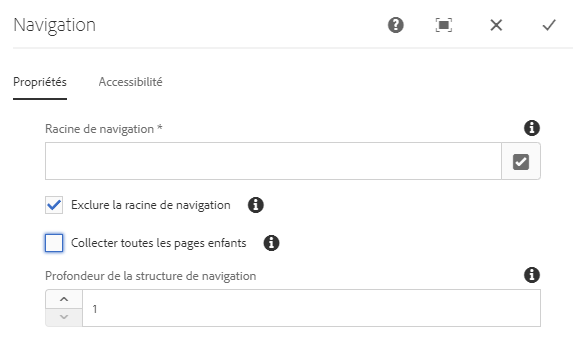 Navigation
Propriétés
Accessibilité
Racine de navigation *
Exclure la racine de navigation
Collecter toutes les pages enfants
Profondeur de la structure de navigation
1